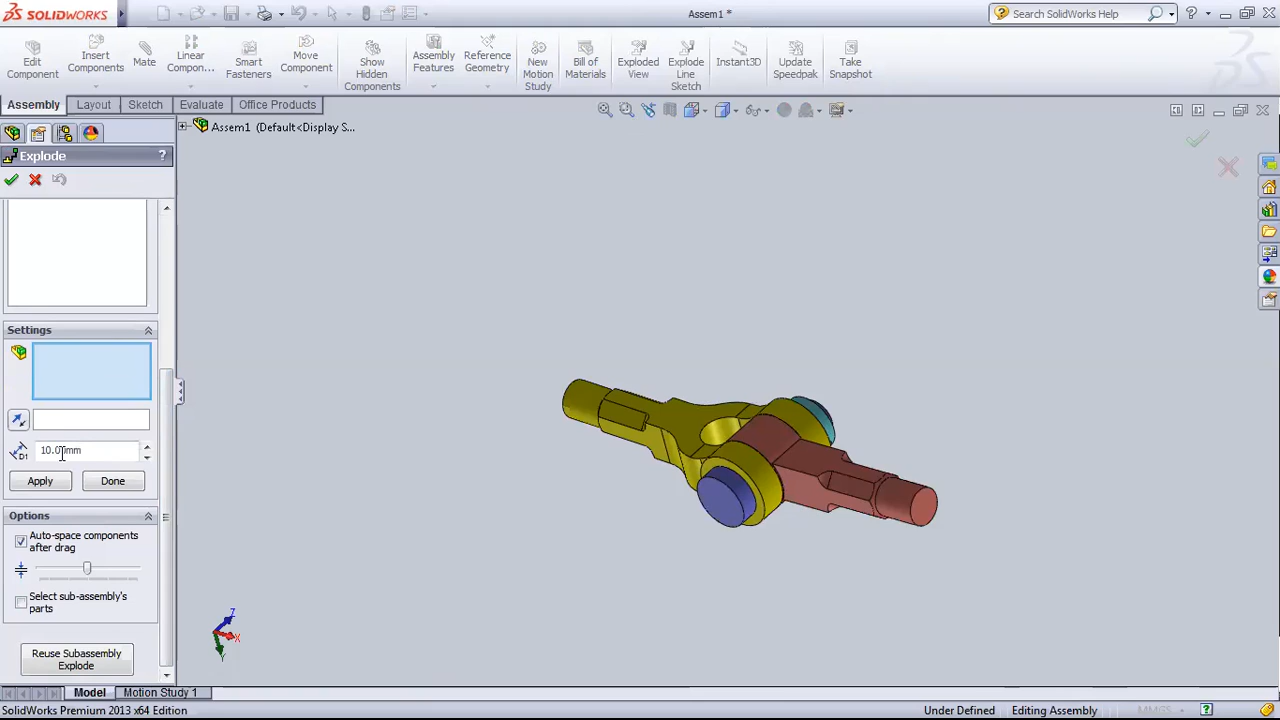 SOLIDWORKS
Assem1 *
Search SolidWorks Help
Edit
Component
Insert
Components
Mate
Linear
Compon...
Smart
Fasteners
Move
Component
Show
Hidden
Components
Assembly
Features
Reference
Geometry
New
Motion
Study
Bill of
Materials
Exploded
View
Explode
Line
Sketch
Instant3D
Update
Speedpak
Take
Snapshot
Assembly
Layout
Sketch
Evaluate
Office Products
Assem1 (Default<Display S...
Explode
?
Settings
D1
10.00mm
Apply
Done
Options
Auto-space components
after drag
Select sub-assembly's
parts
Reuse Subassembly
Explode
Z
X
Y
Model
Motion Study 1
SolidWorks Premium 2013 x64 Edition
Under Defined
Editing Assembly
MMGS